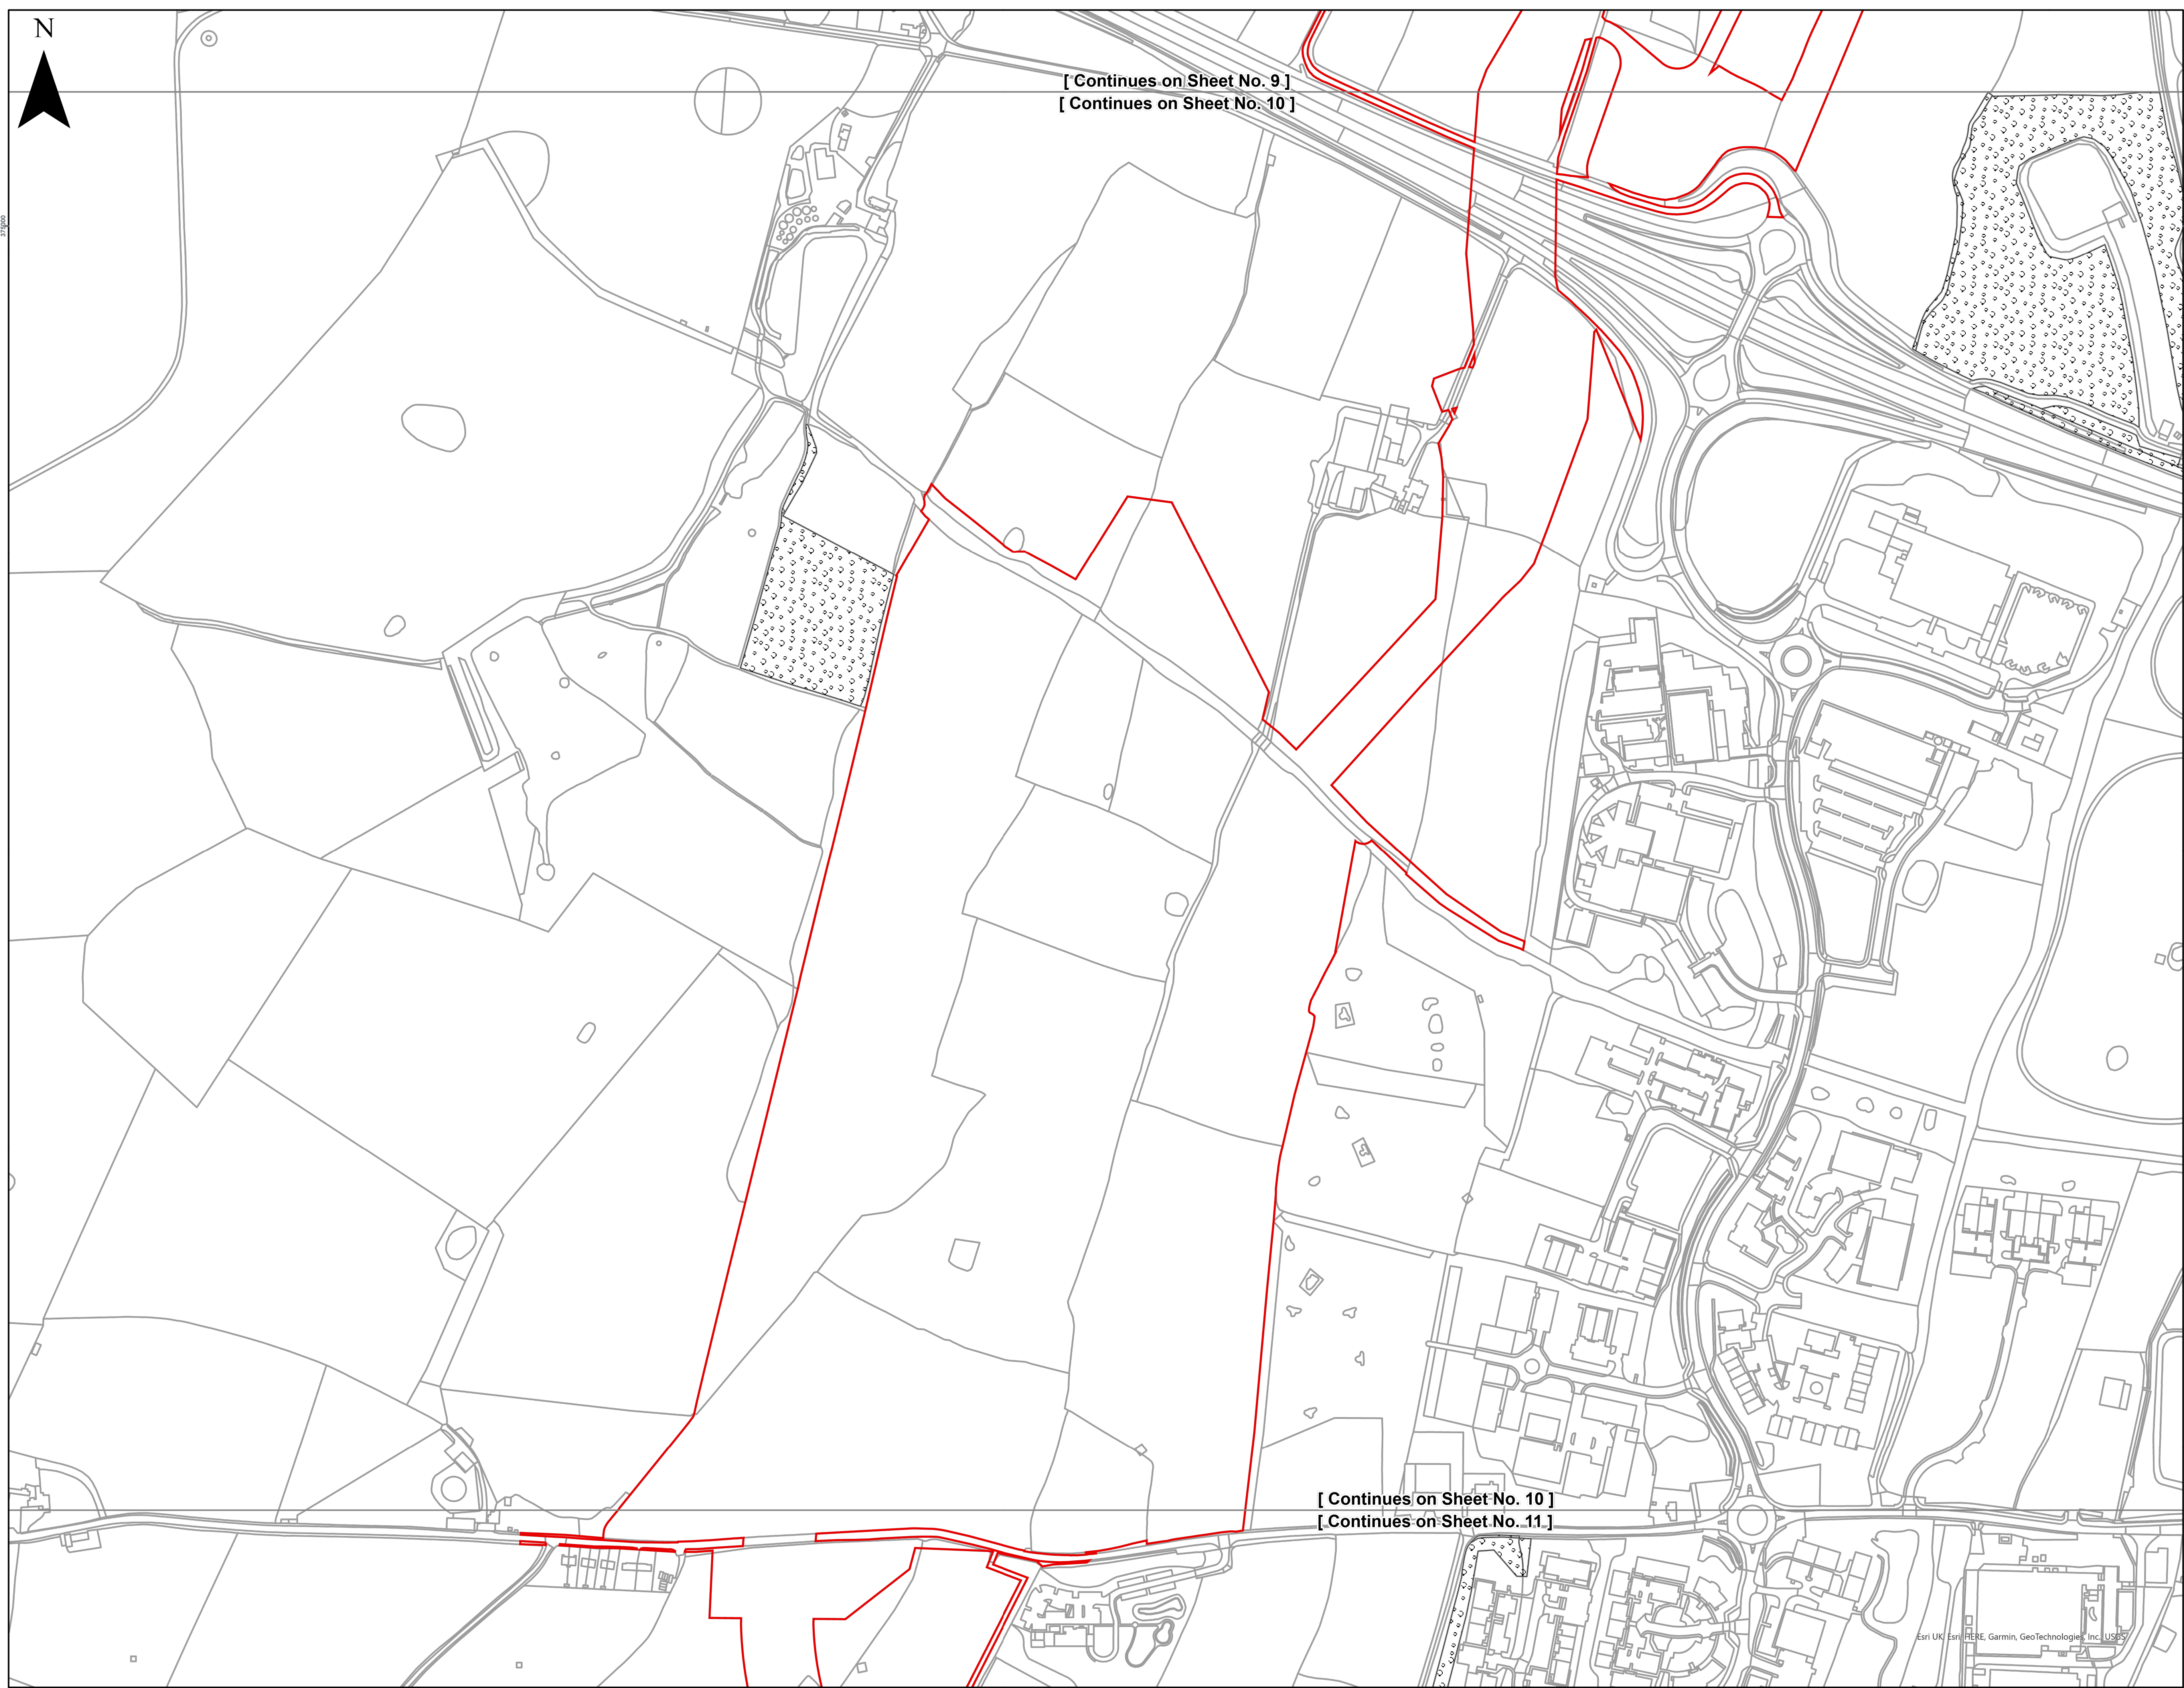 N
[ Continues on Sheet No. 9 ]
[ Continues on Sheet No. 10 ]
375000
[ Continues on Sheet No. 10 ]
[ Continues on Sheet No. 11 ]
Esri UK, Esri, HERE, Garmin, GeoTechnologies, Inc., USGS